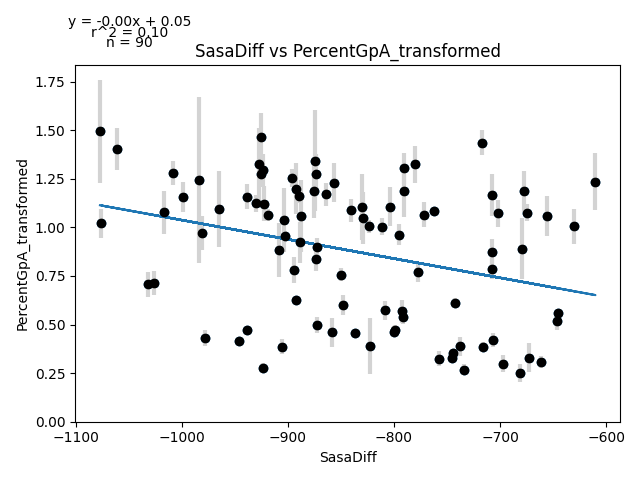 y = -0.00x + 0.05
r^2 = 0.10
n = 90
SasaDiff vs PercentGpA_transformed
PercentGpA_transformed
1.75
1.50
1.25
1.00
0.75
0.50
0.25
0.00
−1100
−1000
−900
−800
−700
−600
SasaDiff